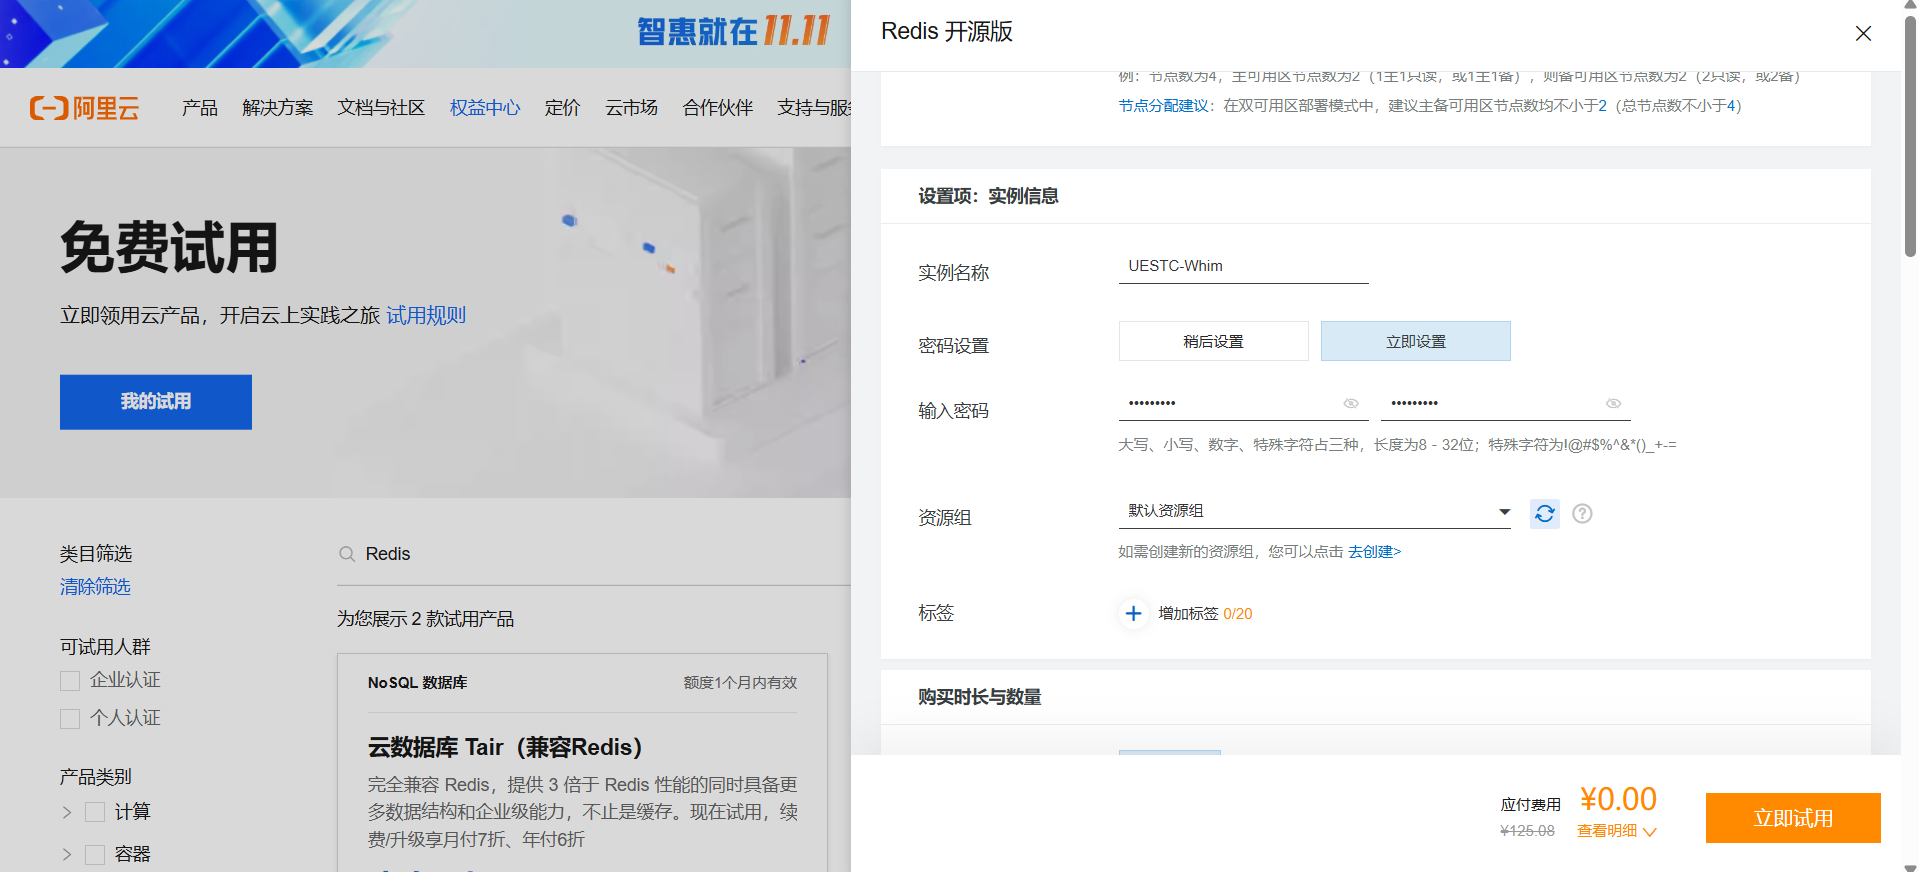 智惠就在11.11
阿里云
产品
解决方案
文档与社区
权益中心
定价
云市场
合作伙伴
支持与服务
免费试用
立即领用云产品，开启云上实践之旅 试用规则
我的试用
类目筛选
清除筛选
可试用人群
企业认证
个人认证
产品类别
计算
容器
Redis
为您展示 2 款试用产品
NoSQL 数据库
额度1个月内有效
云数据库 Tair（兼容Redis）
完全兼容 Redis，提供 3 倍于 Redis 性能的同时具备更
多数据结构和企业级能力，不止是缓存。现在试用，续
费/升级享月付7折、年付6折
Redis 开源版
例：节点数为4，主可用区节点数为2（1主1只读，或1主1备），则备可用区节点数为2（2只读，或2备）
节点分配建议：在双可用区部署模式中，建议主备可用区节点数均不小于2（总节点数不小于4）
设置项：实例信息
实例名称
UESTC-Whim
密码设置
稍后设置
立即设置
输入密码
••••••••• •••••••••
大写、小写、数字、特殊字符占三种，长度为8 - 32位；特殊字符为!@#$%^&*()_+-=
资源组
默认资源组
如需创建新的资源组，您可以点击 去创建>
标签
增加标签 0/20
购买时长与数量
应付费用
¥0.00
¥125.08
查看明细
立即试用